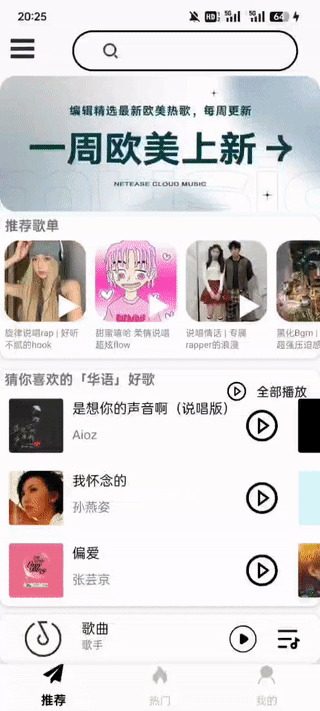 20:25
HD
5G
5G
64
编辑精选最新欧美热歌，每周更新
一周欧美上新→
NETEASE CLOUD MUSIC
推荐歌单
旋律说唱rap | 好听
不腻的hook
甜蜜嘻哈 柔情说唱
超炫flow
说唱情话 | 专属
rapper的浪漫
黑化Bgm |
超强压迫感
猜你喜欢的「华语」好歌
全部播放
是想你的声音啊（说唱版）
Aioz
我怀念的
孙燕姿
偏爱
张芸京
歌曲
歌手
推荐
热门
我的